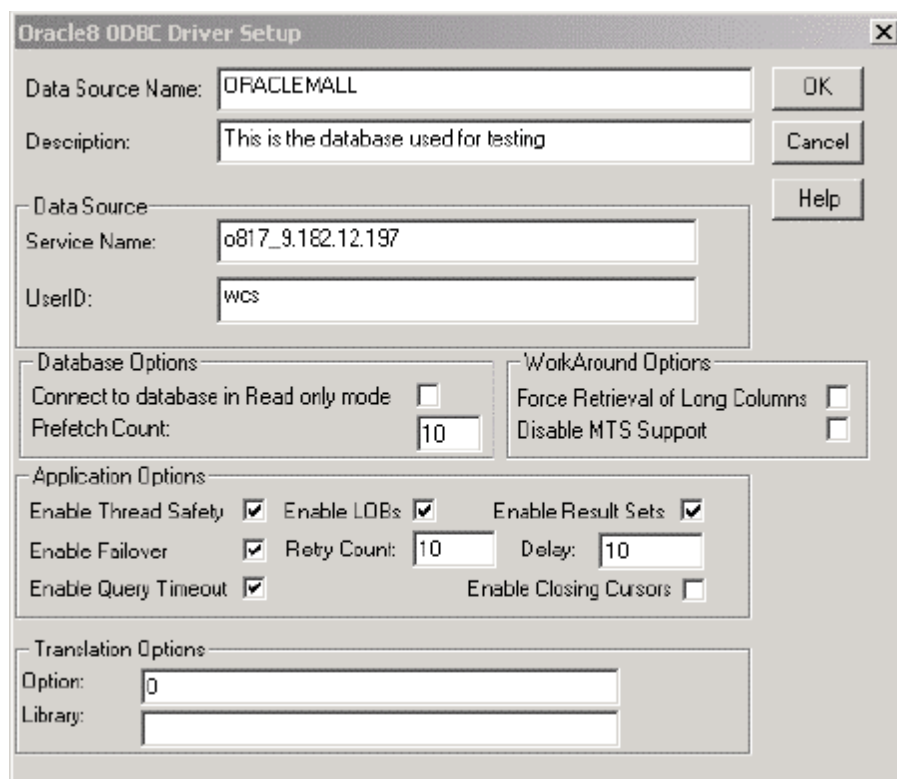 Oracle8 ODBC Driver Setup
Data Source Name: ORACLEMALL OK
Description: This is the database used for testing Cancel
Help
Data Source
Service Name: o817_9.182.12.197
UserID: wcs
Database Options
Connect to database in Read only mode
Prefetch Count: 10
WorkAround Options
Force Retrieval of Long Columns
Disable MTS Support
Application Options
Enable Thread Safety Enable LOBs Enable Result Sets
Enable Failover Retry Count: 10 Delay: 10
Enable Query Timeout Enable Closing Cursors
Translation Options
Option: 0
Library: